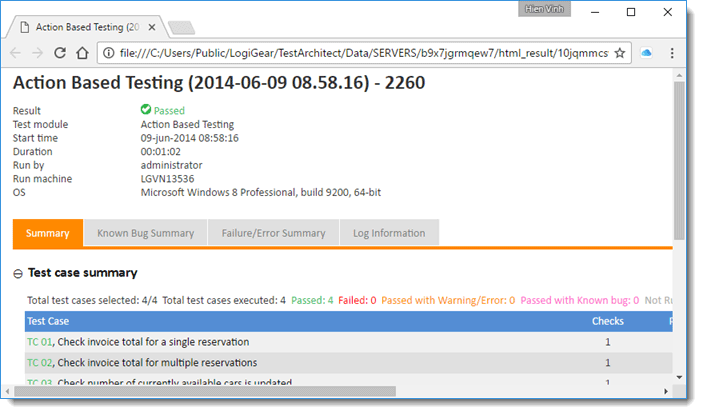 Hien Vinh
Action Based Testing (20
file:///C:/Users/Public/LogiGear/TestArchitect/Data/SERVERS/b9x7jgrmqew7/html_result/10jqmmcs
Action Based Testing (2014-06-09 08.58.16) - 2260
Result Passed
Test module Action Based Testing
Start time 09-jun-2014 08:58:16
Duration 00:01:02
Run by administrator
Run machine LGVN13536
OS Microsoft Windows 8 Professional, build 9200, 64-bit
Summary Known Bug Summary Failure/Error Summary Log Information
Test case summary
Total test cases selected: 4/4 Total test cases executed: 4 Passed: 4 Failed: 0 Passed with Warning/Error: 0 Passed with Known bug: 0 Not Ru
Test Case Checks
TC 01, Check invoice total for a single reservation 1
TC 02, Check invoice total for multiple reservations 1
TC 03, Check number of currently available cars is updated 1